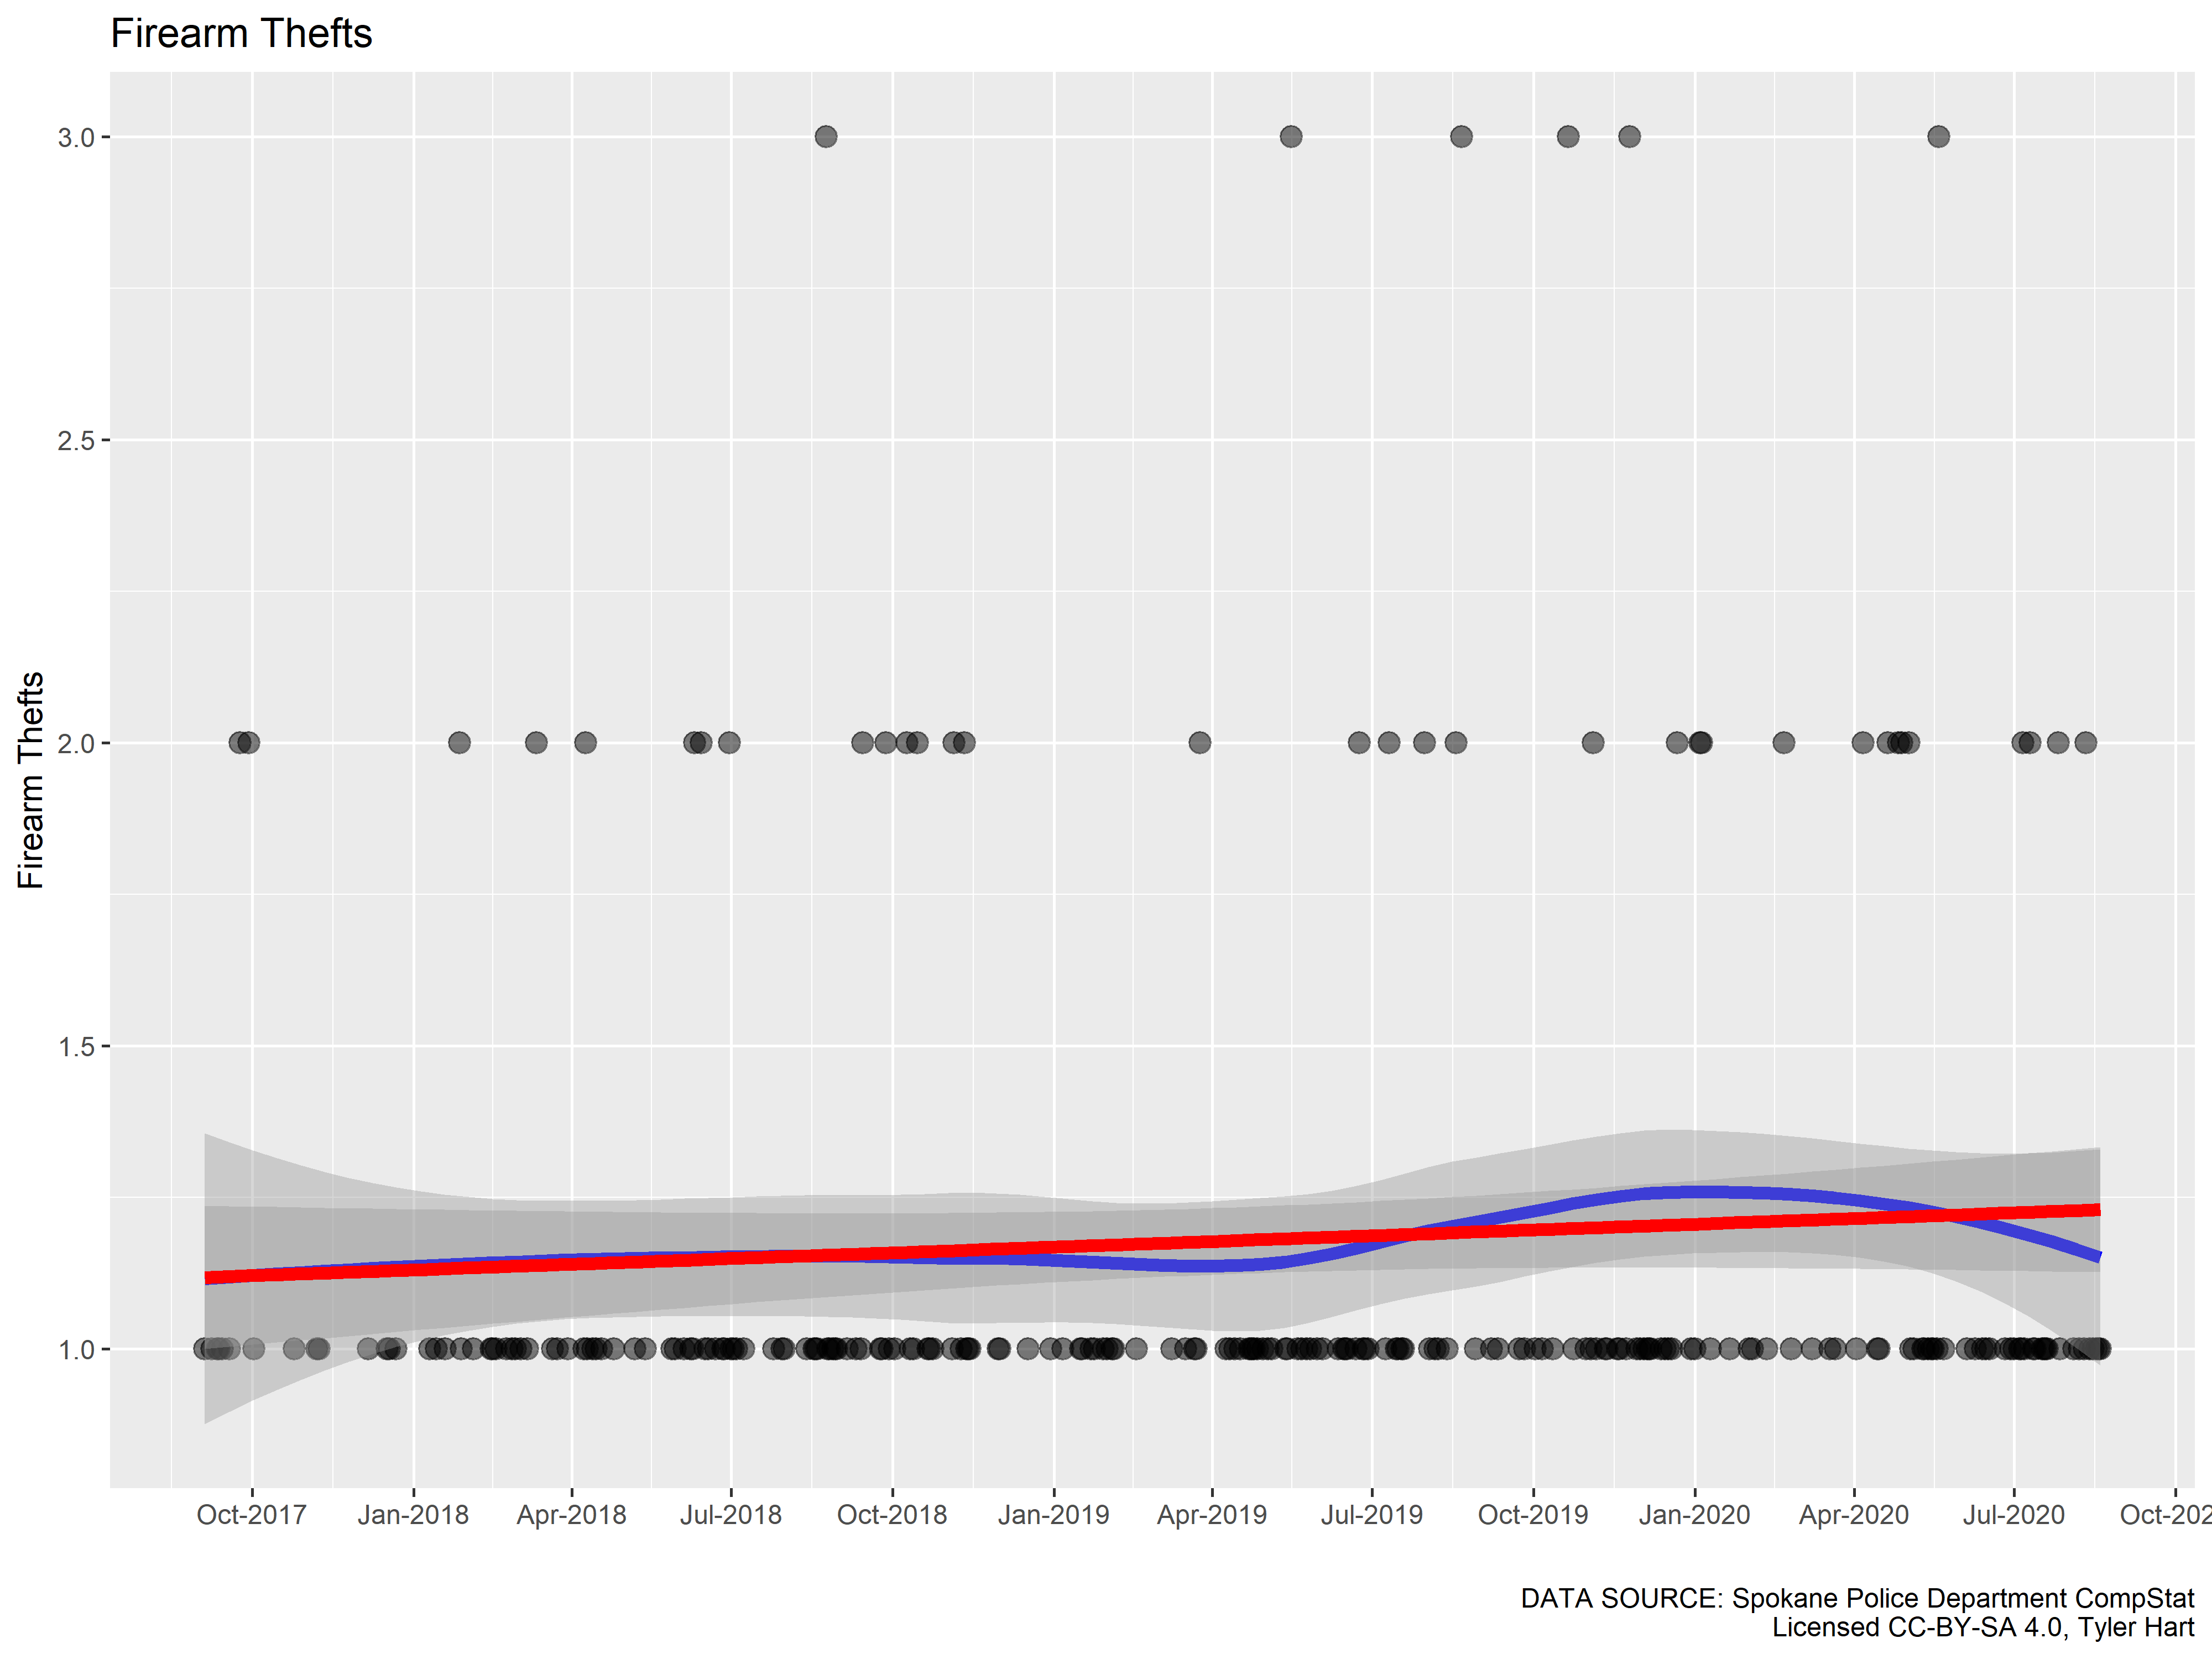 Firearm Thefts
Firearm Thefts
3.0
2.5
2.0
1.5
1.0
Oct-2017 Jan-2018 Apr-2018 Jul-2018 Oct-2018 Jan-2019 Apr-2019 Jul-2019 Oct-2019 Jan-2020 Apr-2020 Jul-2020 Oct-202
DATA SOURCE: Spokane Police Department CompStat
Licensed CC-BY-SA 4.0, Tyler Hart